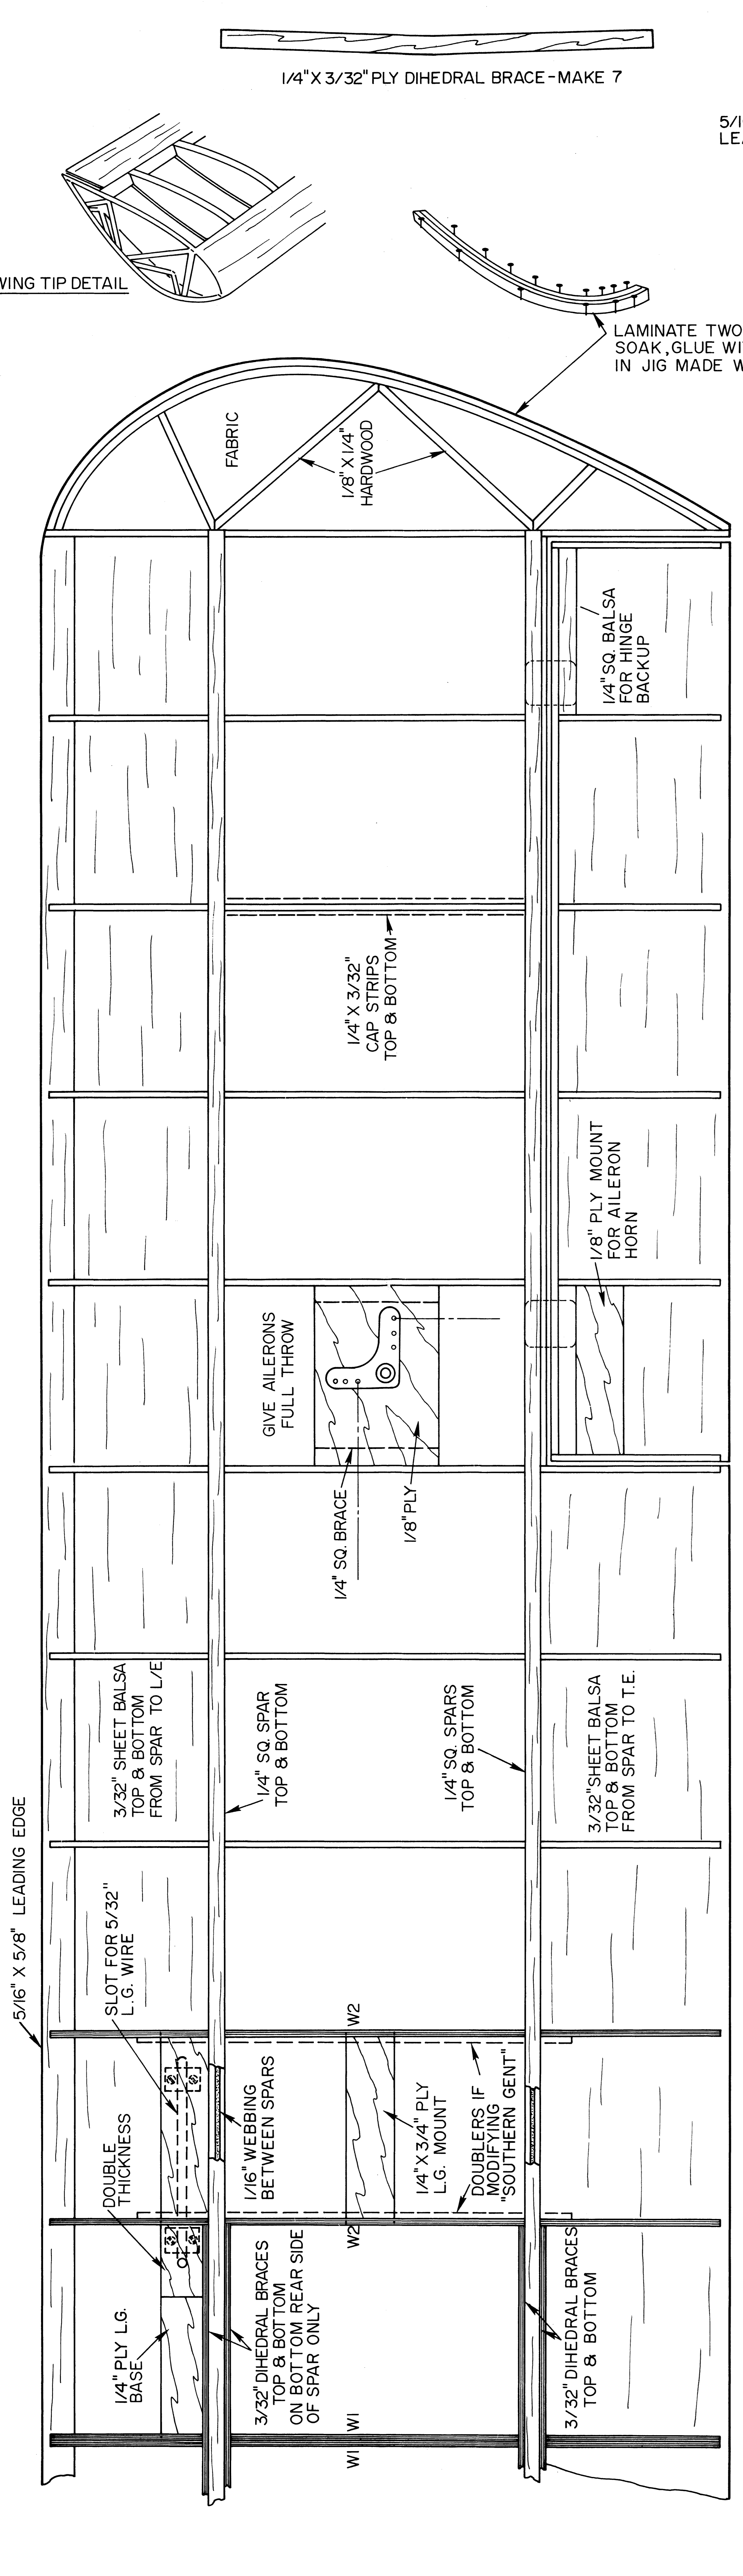 1/4" X 3/32" PLY DIHEDRAL BRACE-MAKE 7
5/1
LEA
WING TIP DETAIL
LAMINATE TWO
SOAK, GLUE WI
IN JIG MADE W
FABRIC
1/8" X 1/4"
HARDWOOD
1/4" SQ. BALSA
FOR HINGE
BACKUP
1/4" X 3/32"
CAP STRIPS
TOP & BOTTOM
1/8" PLY MOUNT
FOR AILERON
HORN
GIVE AILERONS
FULL THROW
1/4" SQ. BRACE
1/8" PLY
3/32" SHEET BALSA
TOP & BOTTOM
FROM SPAR TO L/E
1/4" SQ. SPAR
TOP & BOTTOM
1/4" SQ. SPARS
TOP & BOTTOM
3/32" SHEET BALSA
TOP & BOTTOM
FROM SPAR TO T.E.
5/16" X 5/8" LEADING EDGE
SLOT FOR 5/32"
L.G. WIRE
W2
DOUBLE
THICKNESS
1/16" WEBBING
BETWEEN SPARS
1/4" X 3/4" PLY
L.G. MOUNT
DOUBLERS IF
MODIFYING
"SOUTHERN GENT"
W2
1/4" PLY L.G.
BASE
3/32" DIHEDRAL BRACES
TOP & BOTTOM
ON BOTTOM REAR SIDE
OF SPAR ONLY
3/32" DIHEDRAL BRACES
TOP & BOTTOM
W1
W1